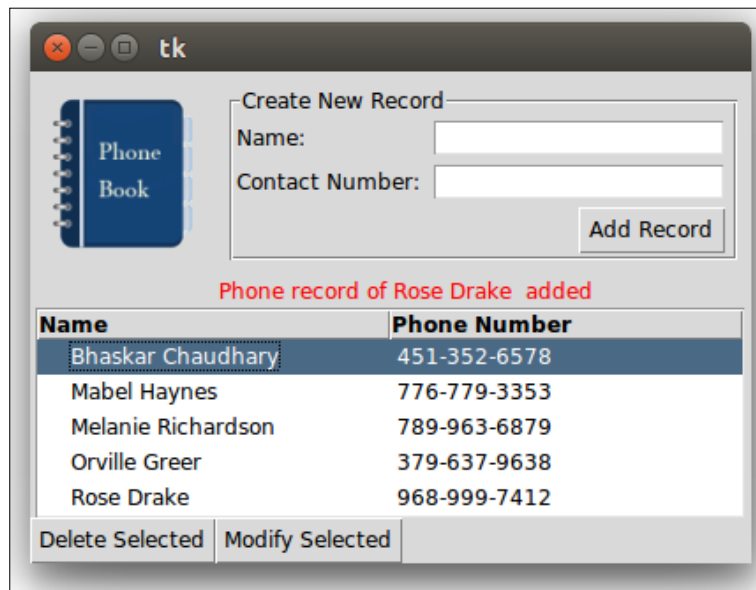 tk
Phone
Book
Create New Record
Name:
Contact Number:
Add Record
Phone record of Rose Drake added
Name Phone Number
Bhaskar Chaudhary 451-352-6578
Mabel Haynes 776-779-3353
Melanie Richardson 789-963-6879
Orville Greer 379-637-9638
Rose Drake 968-999-7412
Delete Selected Modify Selected